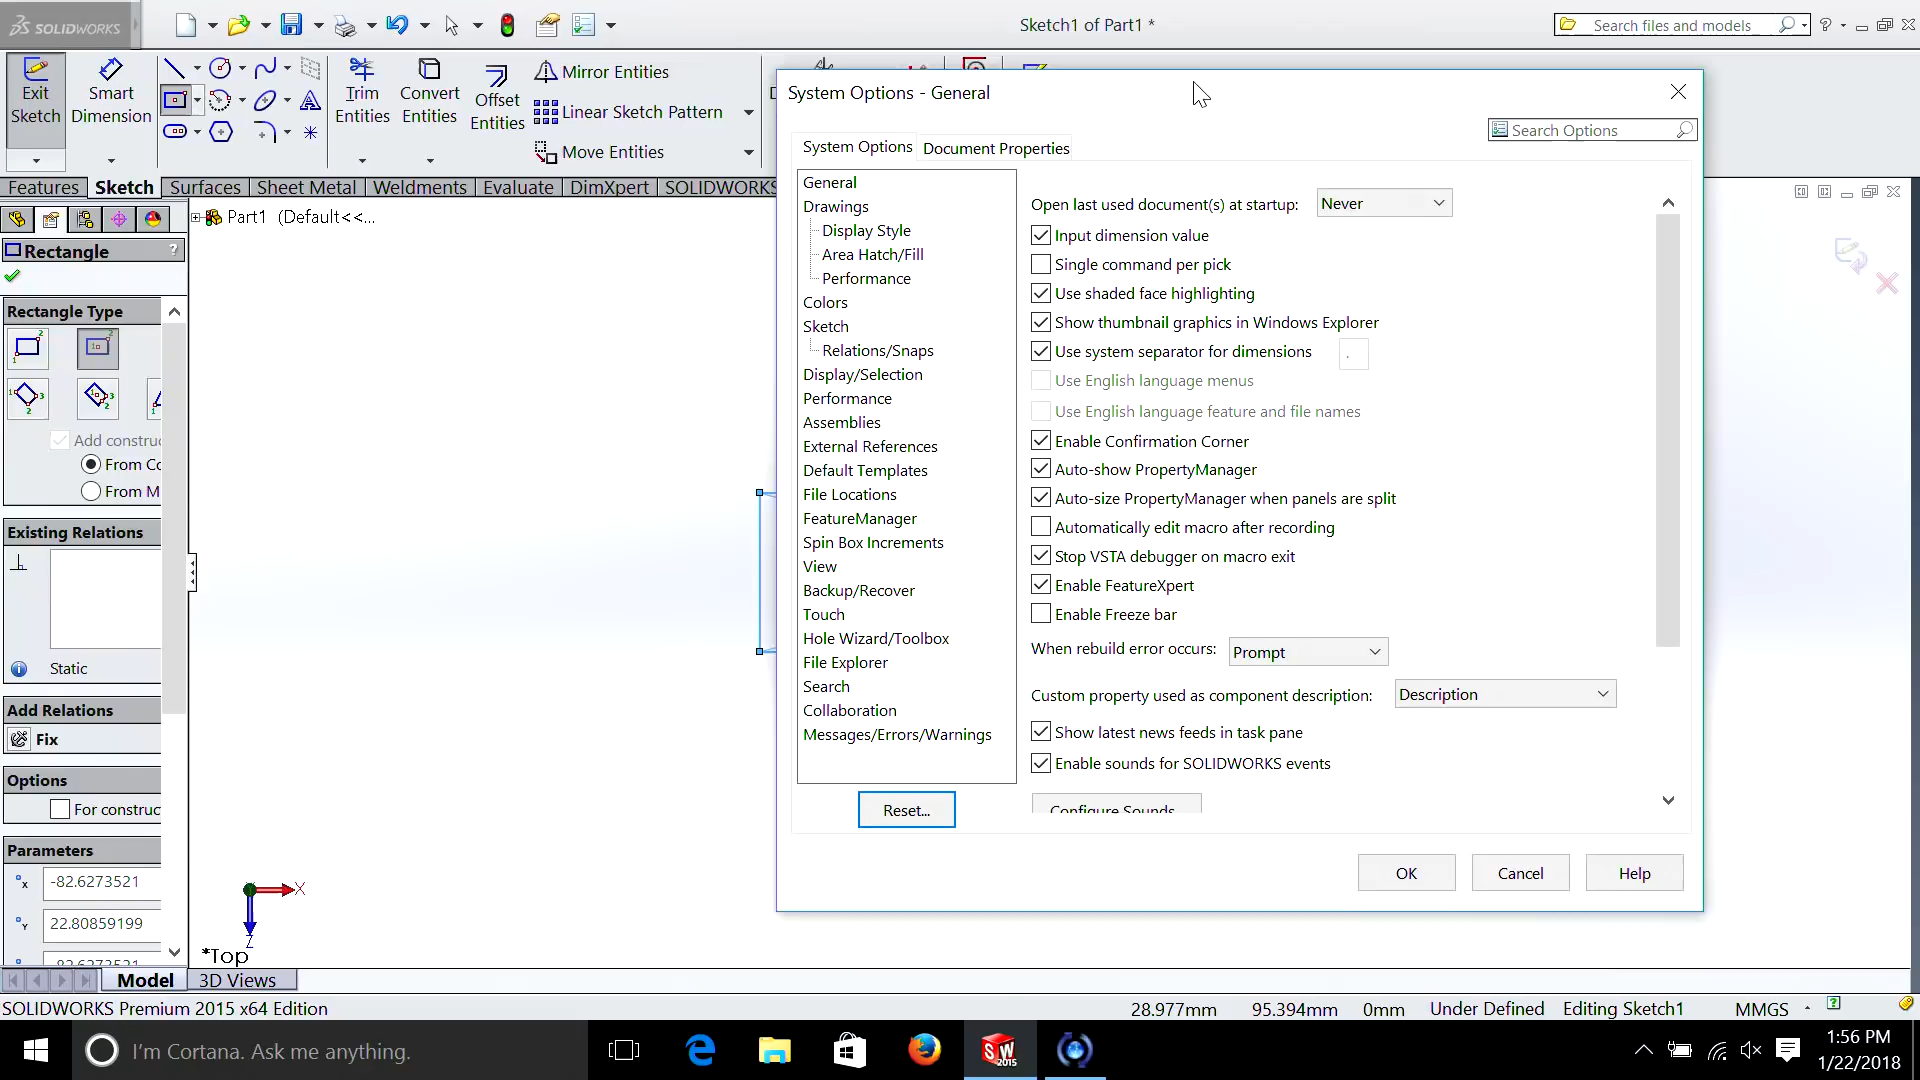 SOLIDWORKS
Sketch1 of Part1 *
Search files and models
?
Exit Sketch
Smart Dimension
Trim Entities
Convert Entities
Offset Entities
Mirror Entities
Linear Sketch Pattern
Move Entities
Features
Sketch
Surfaces
Sheet Metal
Weldments
Evaluate
DimXpert
SOLIDWORKS
Part1 (Default<<...
Rectangle
?
Rectangle Type
Add constru
From Co
From M
Existing Relations
Static
Add Relations
Fix
Options
For construc
Parameters
-82.6273521
22.80859199
-82.6273521
X
Z
*Top
System Options - General
Search Options
System Options
Document Properties
General
Drawings
Display Style
Area Hatch/Fill
Performance
Colors
Sketch
Relations/Snaps
Display/Selection
Performance
Assemblies
External References
Default Templates
File Locations
FeatureManager
Spin Box Increments
View
Backup/Recover
Touch
Hole Wizard/Toolbox
File Explorer
Search
Collaboration
Messages/Errors/Warnings
Reset...
Open last used document(s) at startup:
Never
Input dimension value
Single command per pick
Use shaded face highlighting
Show thumbnail graphics in Windows Explorer
Use system separator for dimensions
.
Use English language menus
Use English language feature and file names
Enable Confirmation Corner
Auto-show PropertyManager
Auto-size PropertyManager when panels are split
Automatically edit macro after recording
Stop VSTA debugger on macro exit
Enable FeatureXpert
Enable Freeze bar
When rebuild error occurs:
Prompt
Custom property used as component description:
Description
Show latest news feeds in task pane
Enable sounds for SOLIDWORKS events
Configure Sounds
OK
Cancel
Help
Model
3D Views
SOLIDWORKS Premium 2015 x64 Edition
28.977mm
95.394mm
0mm
Under Defined
Editing Sketch1
MMGS
?
I'm Cortana. Ask me anything.
SW
2015
1:56 PM
1/22/2018